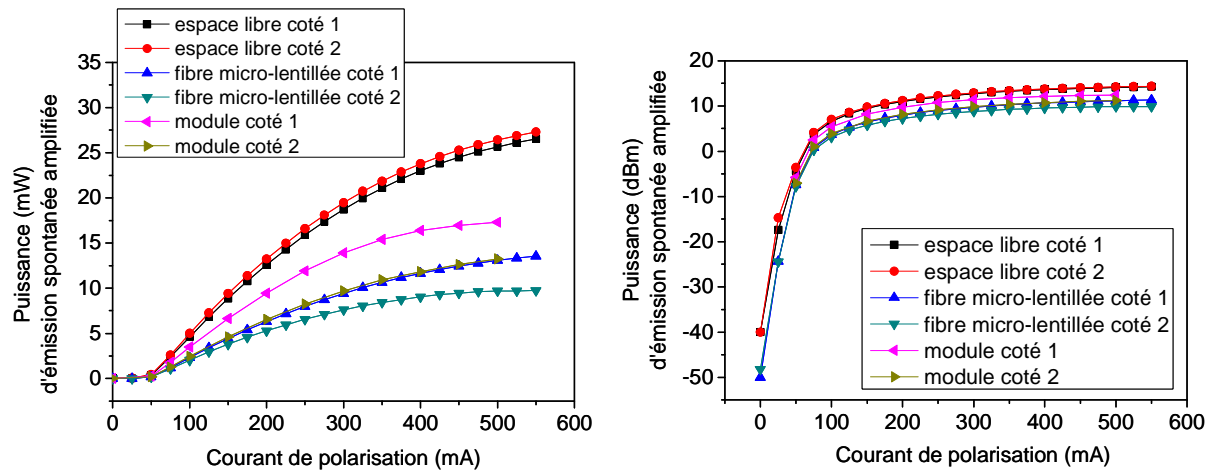 espace libre coté 1
espace libre coté 2
fibre micro-lentillée coté 1
fibre micro-lentillée coté 2
module coté 1
module coté 2
35
30
25
20
15
10
5
0
0 100 200 300 400 500 600
Puissance (mW)
d'émission spontanée amplifiée
Courant de polarisation (mA)
20
10
0
-10
-20
-30
-40
-50
0 100 200 300 400 500 600
Puissance (dBm)
d'émission spontanée amplifiée
espace libre coté 1
espace libre coté 2
fibre micro-lentillée coté 1
fibre micro-lentillée coté 2
module coté 1
module coté 2
Courant de polarisation (mA)